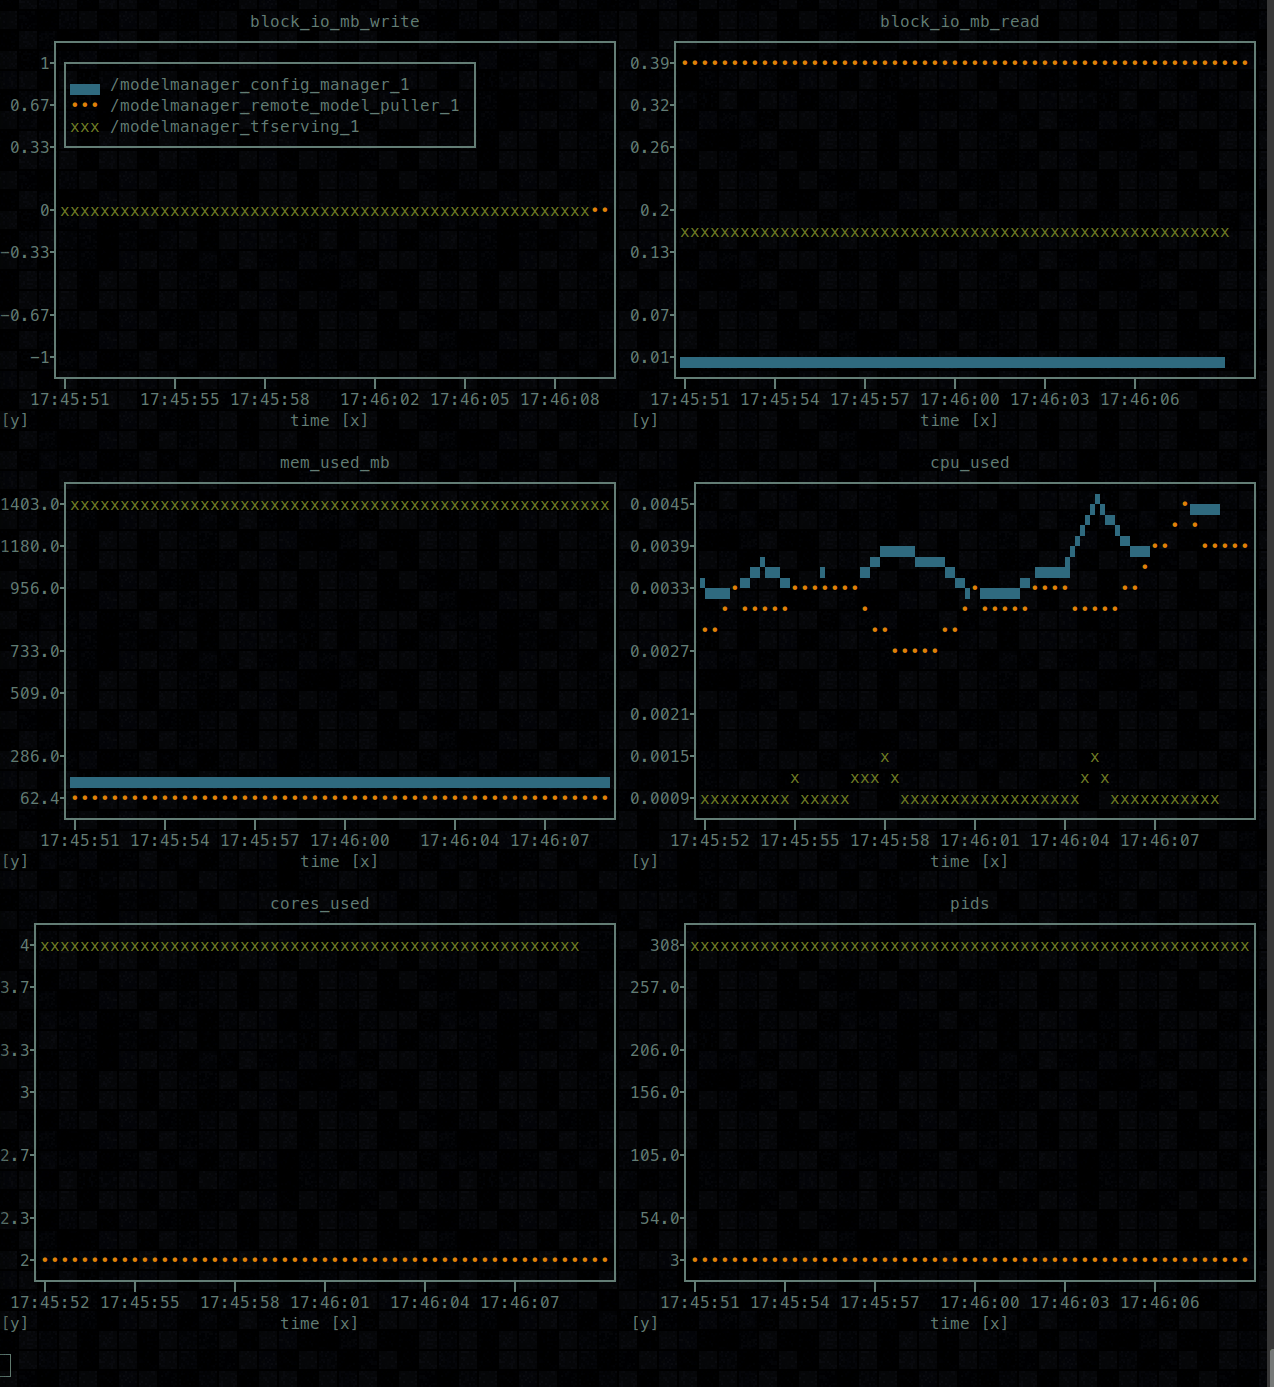 block_io_mb_write
1
/modelmanager_config_manager_1
0.67
••• /modelmanager_remote_model_puller_1
xxx /modelmanager_tfserving_1
0.33
0
−0.33
−0.67
−1
17:45:51 17:45:55 17:45:58 17:46:02 17:46:05 17:46:08
[y] time [x]
block_io_mb_read
0.39
0.32
0.26
0.2
0.13
0.07
0.01
17:45:51 17:45:54 17:45:57 17:46:00 17:46:03 17:46:06
[y] time [x]
mem_used_mb
1403.0
1180.0
956.0
733.0
509.0
286.0
62.4
17:45:51 17:45:54 17:45:57 17:46:00 17:46:04 17:46:07
[y] time [x]
cpu_used
0.0045
0.0039
0.0033
0.0027
0.0021
0.0015
0.0009
17:45:52 17:45:55 17:45:58 17:46:01 17:46:04 17:46:07
[y] time [x]
cores_used
4
3.7
3.3
3
2.7
2.3
2
17:45:52 17:45:55 17:45:58 17:46:01 17:46:04 17:46:07
[y] time [x]
pids
308
257.0
206.0
156.0
105.0
54.0
3
17:45:51 17:45:54 17:45:57 17:46:00 17:46:03 17:46:06
[y] time [x]